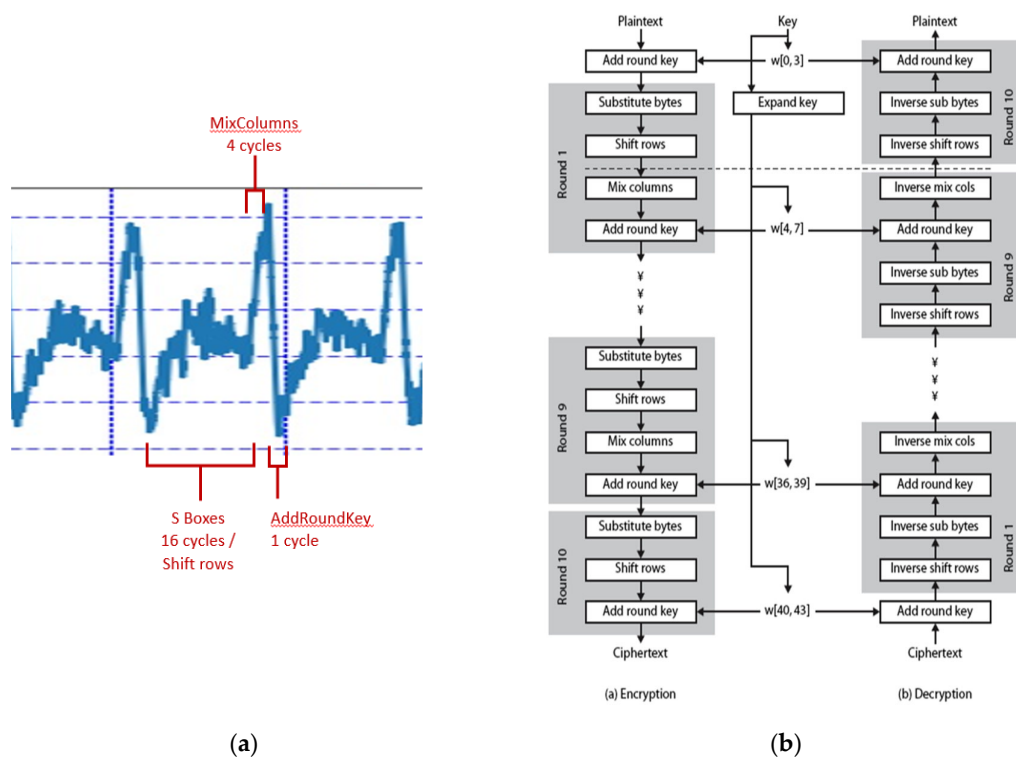 MixColumns
4 cycles
S Boxes
16 cycles /
Shift rows
AddRoundKey
1 cycle
(a)
Plaintext
Key
Plaintext
Add round key
w[0, 3]
Add round key
Round 1
Substitute bytes
Expand key
Inverse sub bytes
Round 10
Shift rows
Inverse shift rows
Mix columns
Inverse mix cols
Add round key
w[4, 7]
Add round key
Round 9
Inverse sub bytes
Inverse shift rows
¥
¥
¥
Substitute bytes
Round 9
Shift rows
¥
¥
¥
Mix columns
Inverse mix cols
Add round key
w[36, 39]
Add round key
Round 1
Substitute bytes
Inverse sub bytes
Round 10
Shift rows
Inverse shift rows
Add round key
w[40, 43]
Add round key
Ciphertext
Ciphertext
(a) Encryption
(b) Decryption
(b)